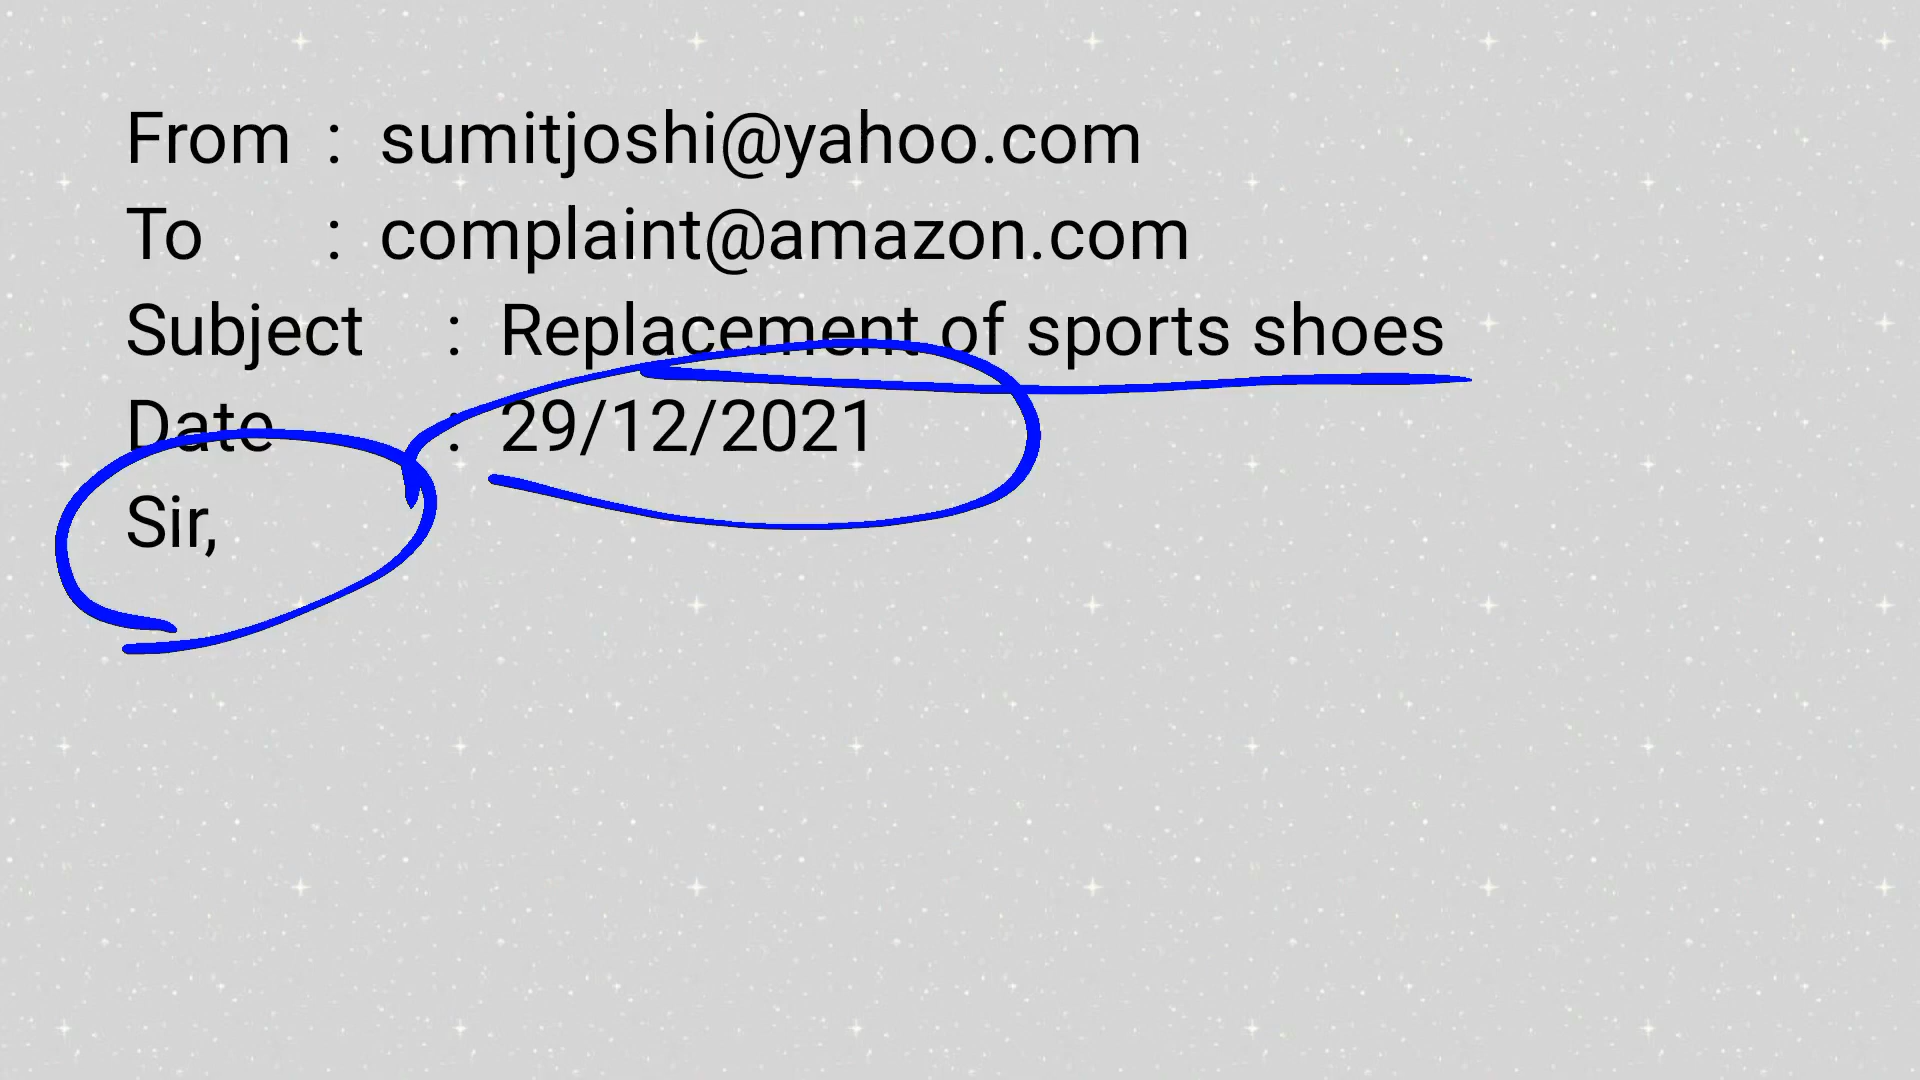 From : sumitjoshi@yahoo.com
To : complaint@amazon.com
Subject : Replacement of sports shoes
Date : 29/12/2021
Sir,